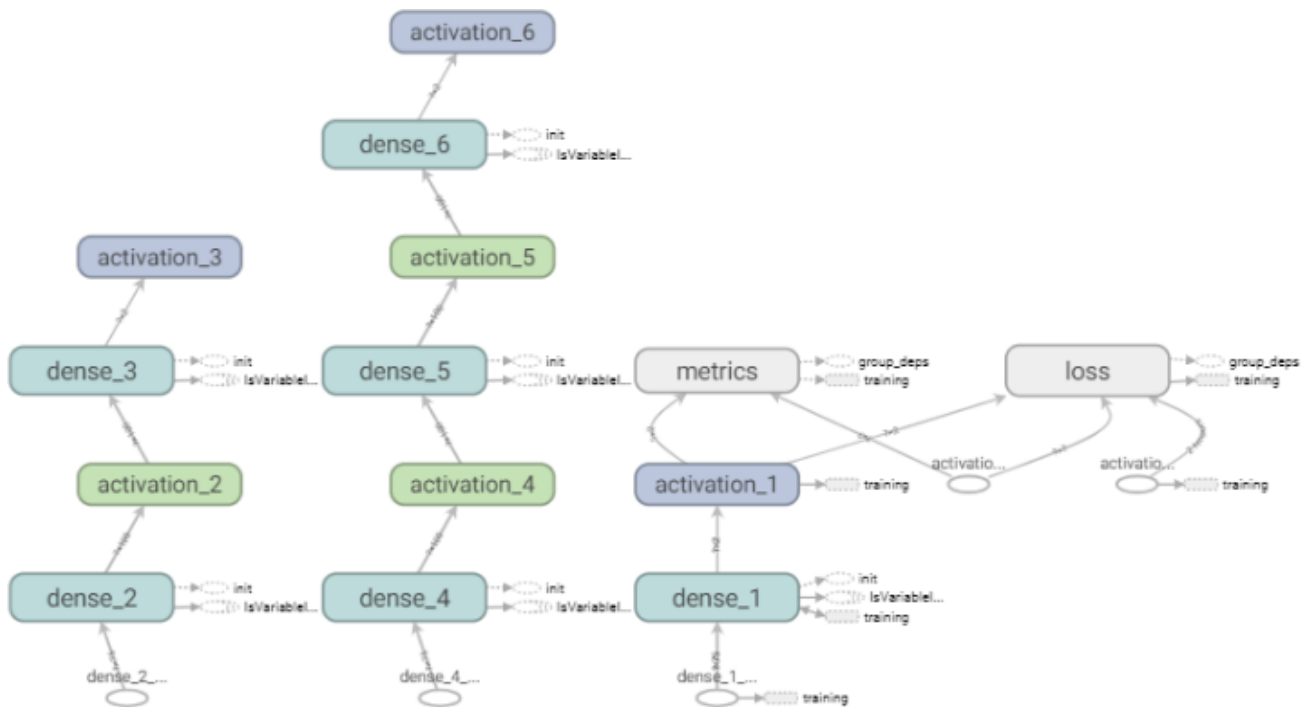 activation_6
dense_6
init
IsVariableI...
activation_3
activation_5
dense_3
init
IsVariableI...
dense_5
init
IsVariableI...
metrics
group_deps
training
loss
group_deps
training
activation_2
activation_4
activation_1
training
activatio...
activatio...
training
dense_2
init
IsVariableI...
dense_4
init
IsVariableI...
dense_1
init
IsVariableI...
training
dense_2_...
dense_4_...
dense_1_...
training